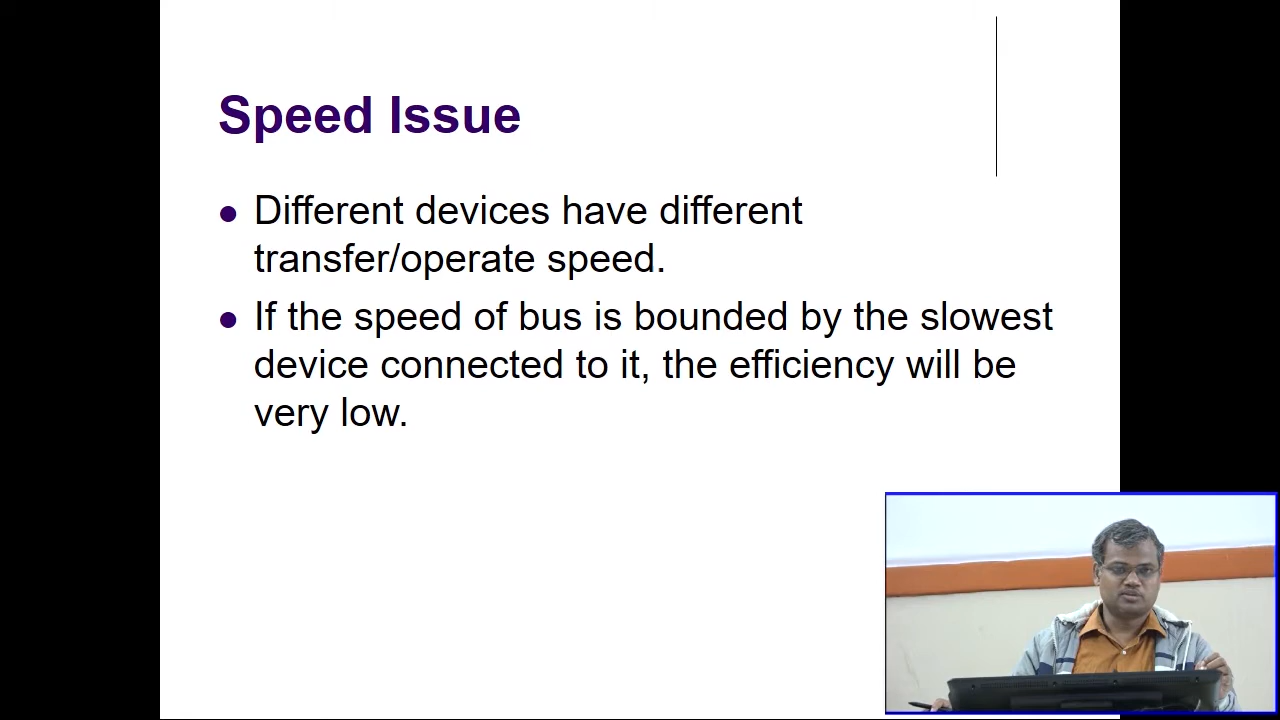 Speed Issue
Different devices have different
transfer/operate speed.
If the speed of bus is bounded by the slowest
device connected to it, the efficiency will be
very low.